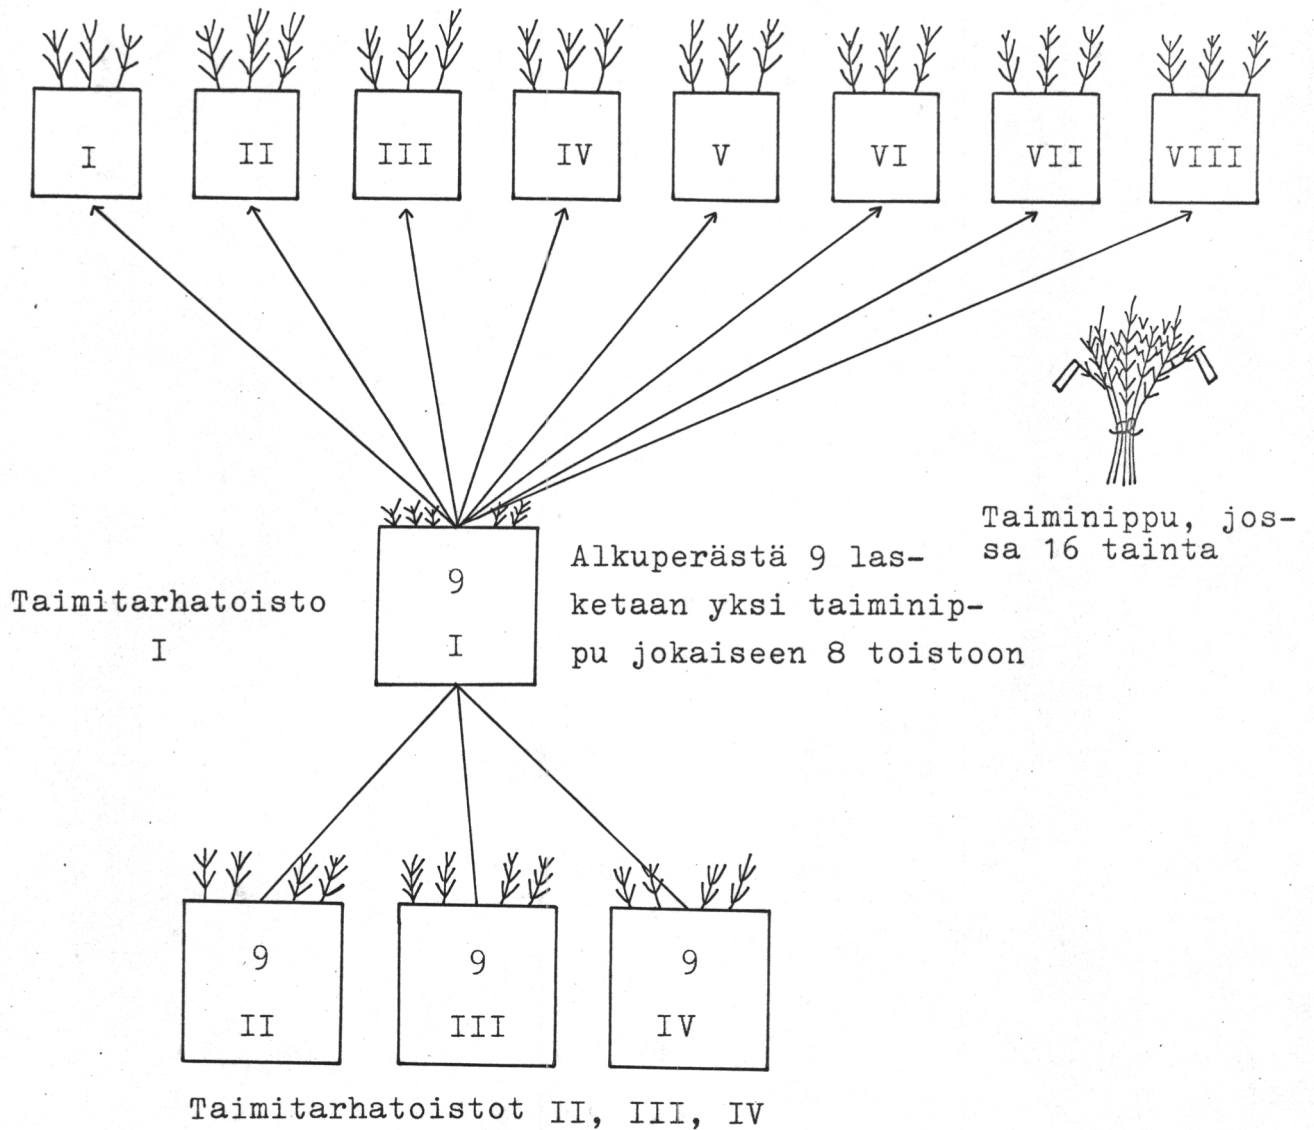 I II III IV V VI VII VIII
Taiminippu, jos-
sa 16 tainta
Taimitarhatoisto
I
9
I
Alkuperästä 9 las-
ketaan yksi taiminip-
pu jokaiseen 8 toistoon
9 9 9
II III IV
Taimitarhatoistot II, III, IV